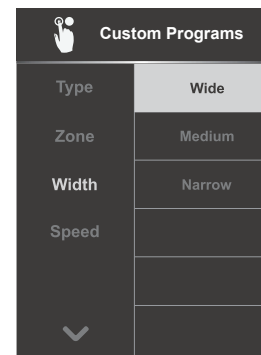 Custom Programs
Type
Wide
Zone
Medium
Width
Narrow
Speed